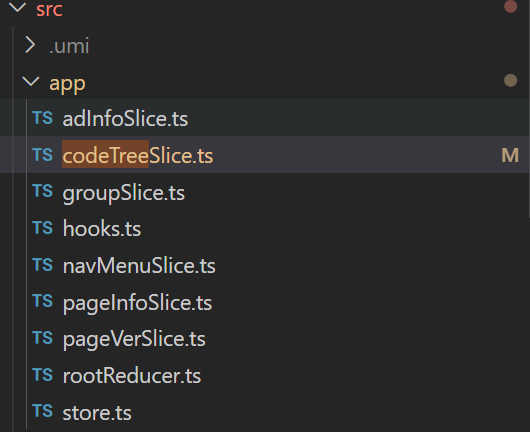 src
.umi
app
TS adInfoSlice.ts
TS codeTreeSlice.ts M
TS groupSlice.ts
TS hooks.ts
TS navMenuSlice.ts
TS pageInfoSlice.ts
TS pageVerSlice.ts
TS rootReducer.ts
TS store.ts